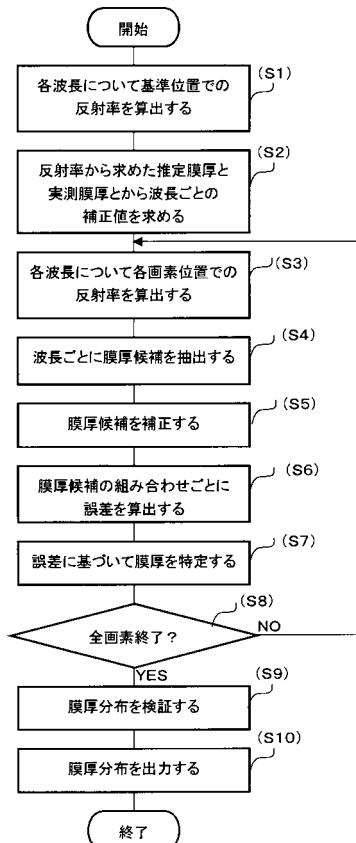 開始
(S1)
各波長について基準位置での
反射率を算出する
(S2)
反射率から求めた推定膜厚と
実測膜厚とから波長ごとの
補正値を求める
(S3)
各波長について各画素位置での
反射率を算出する
(S4)
波長ごとに膜厚候補を抽出する
(S5)
膜厚候補を補正する
(S6)
膜厚候補の組み合わせごとに
誤差を算出する
(S7)
誤差に基づいて膜厚を特定する
(S8)
全画素終了？
NO
YES
(S9)
膜厚分布を検証する
(S10)
膜厚分布を出力する
終了